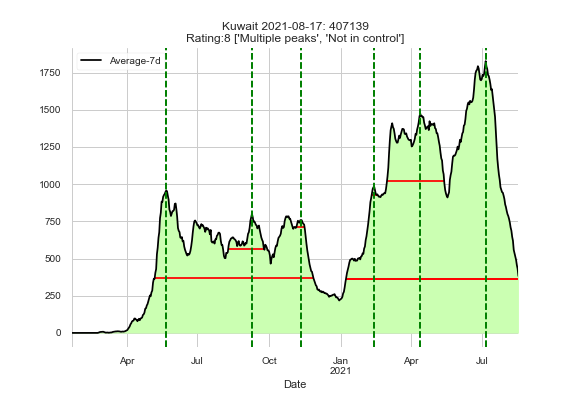 Kuwait 2021-08-17: 407139
Rating:8 ['Multiple peaks', 'Not in control']
Average-7d
1750
1500
1250
1000
750
500
250
0
Apr Jul Oct Jan Apr Jul
2021
Date